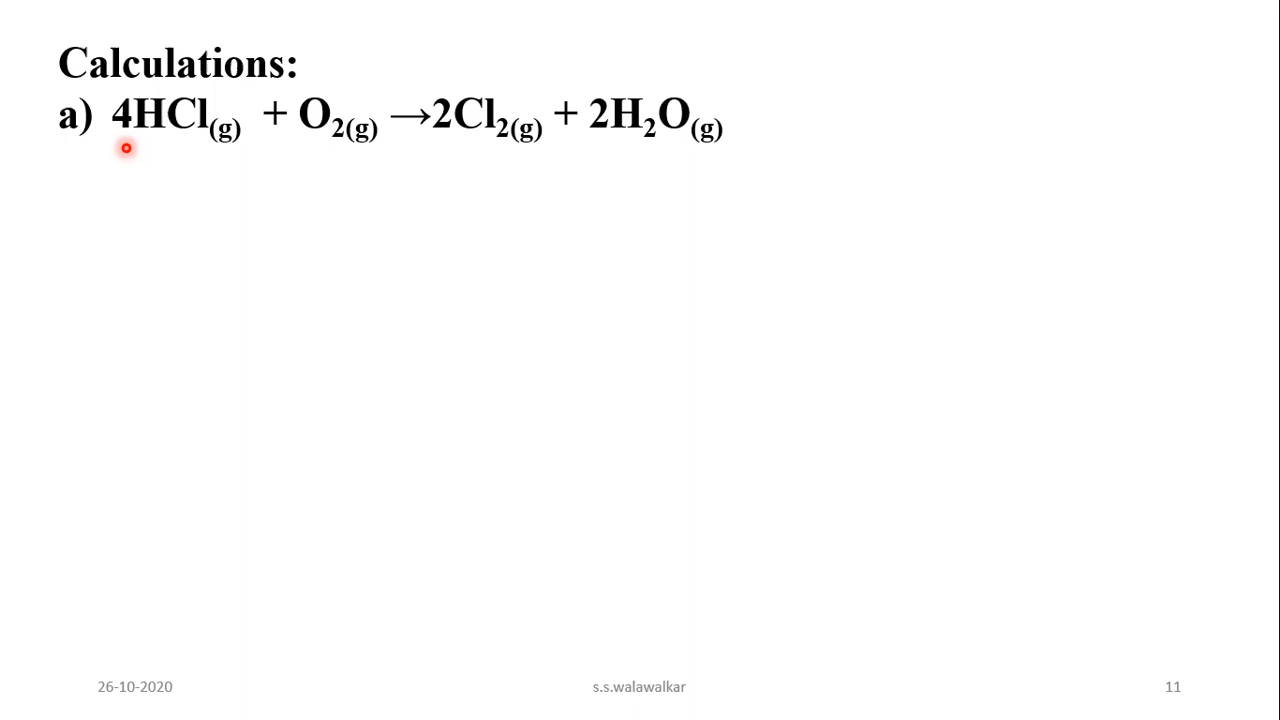 Calculations:
a) 4HCl(g) + O2(g) →2Cl2(g) + 2H2O(g)
26-10-2020
s.s.walawalkar
11